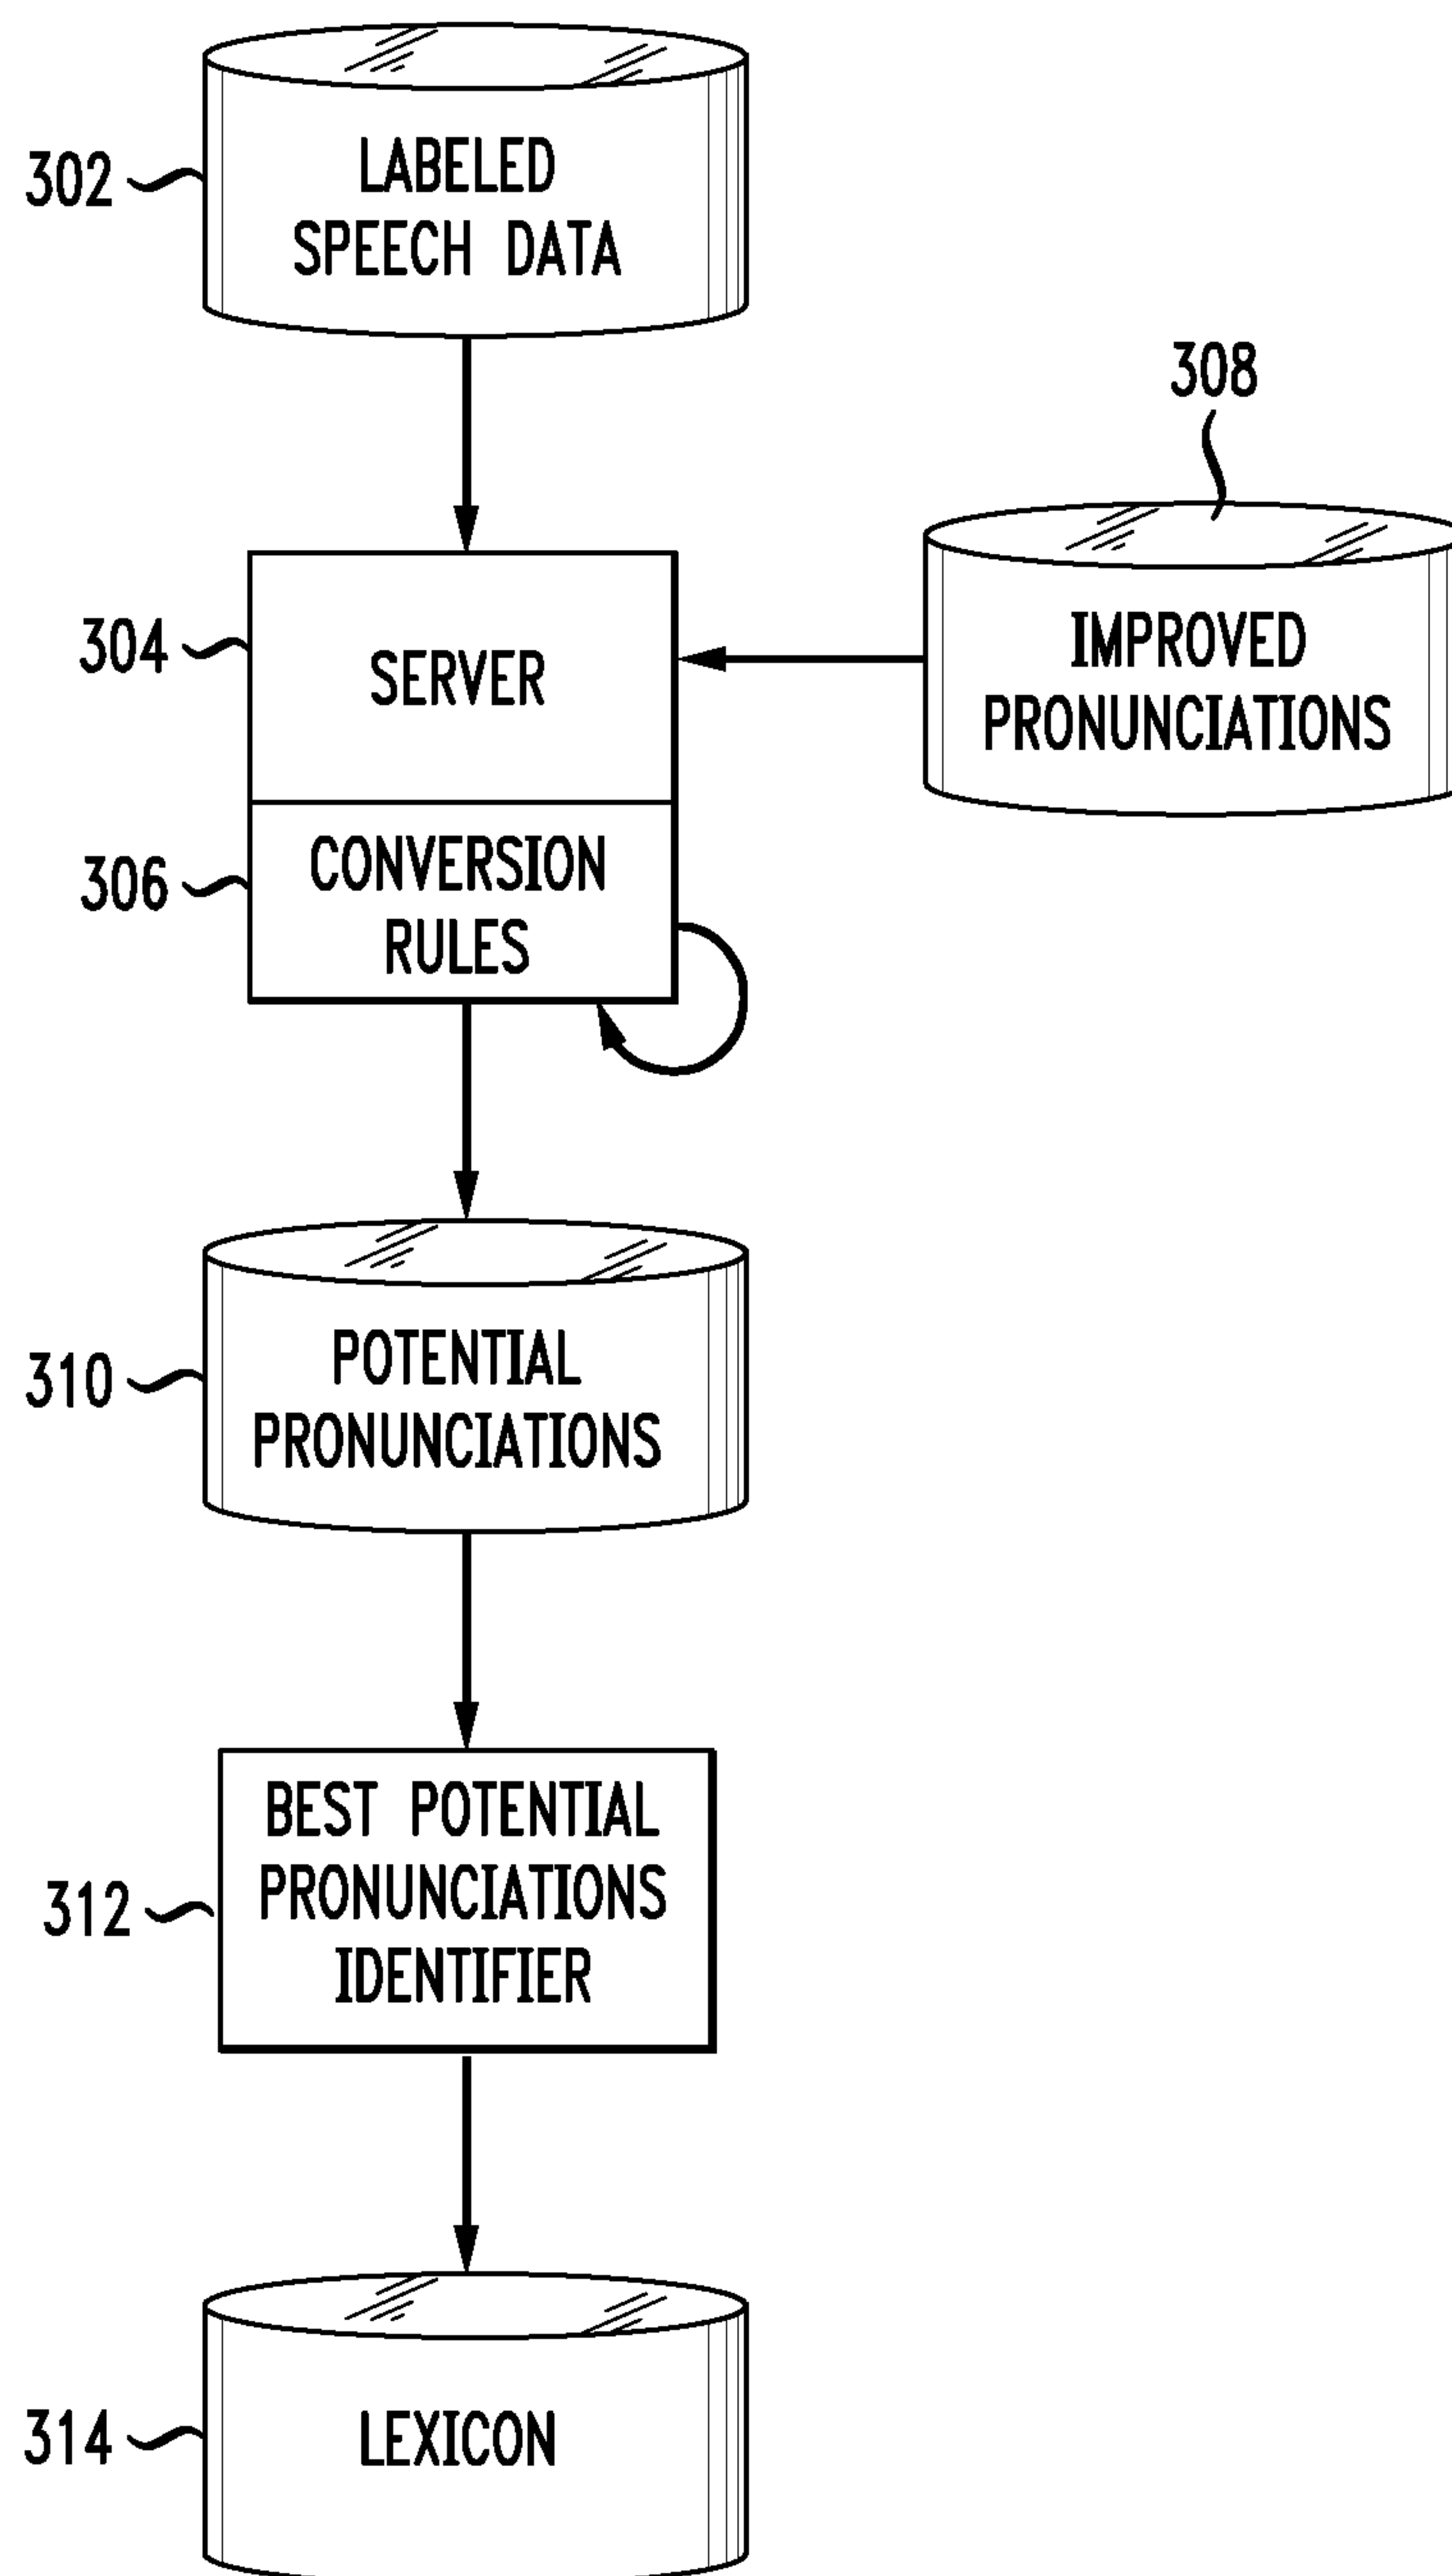 302
LABELED
SPEECH DATA
308
304
SERVER
IMPROVED
PRONUNCIATIONS
306
CONVERSION
RULES
310
POTENTIAL
PRONUNCIATIONS
312
BEST POTENTIAL
PRONUNCIATIONS
IDENTIFIER
314
LEXICON